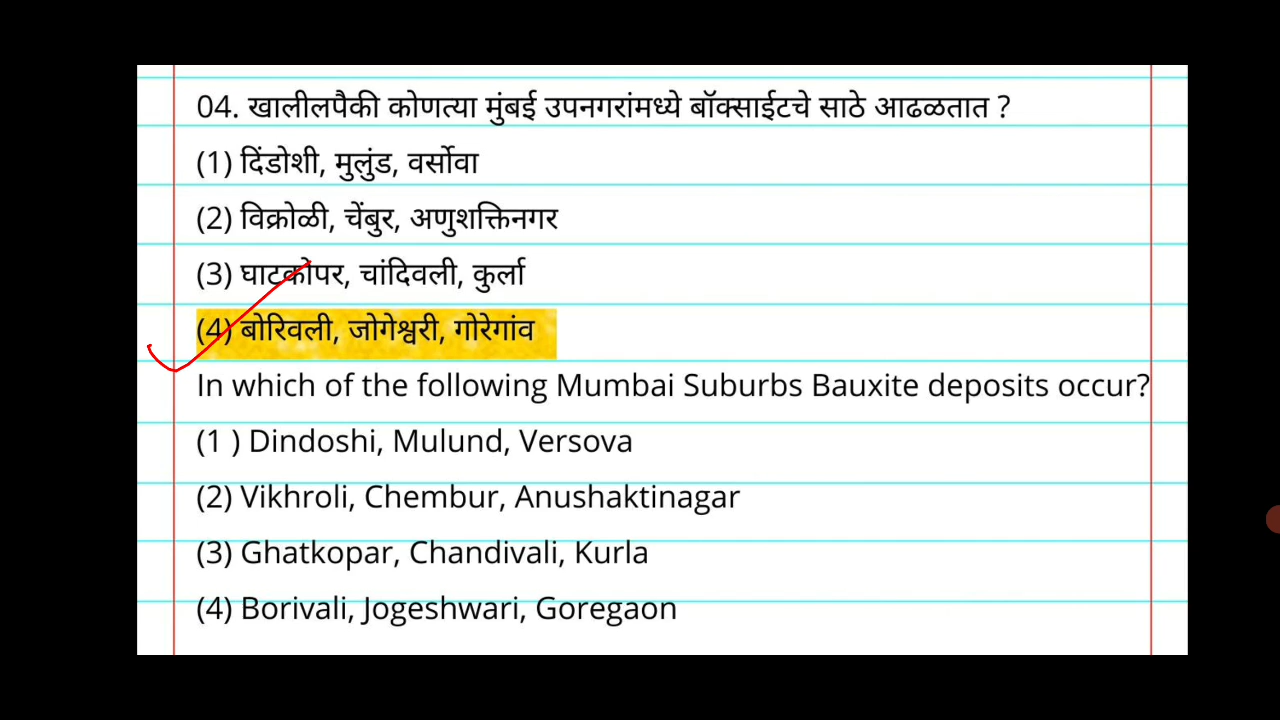 04. खालीलपैकी कोणत्या मुंबई उपनगरांमध्ये बॉक्साईटचे साठे आढळतात ?
(1) दिंडोशी, मुलुंड, वर्सोवा
(2) विक्रोळी, चेंबुर, अणुशक्तिनगर
(3) घाटकोपर, चांदिवली, कुर्ला
(4) बोरिवली, जोगेश्वरी, गोरेगांव
In which of the following Mumbai Suburbs Bauxite deposits occur?
(1 ) Dindoshi, Mulund, Versova
(2) Vikhroli, Chembur, Anushaktinagar
(3) Ghatkopar, Chandivali, Kurla
(4) Borivali, Jogeshwari, Goregaon